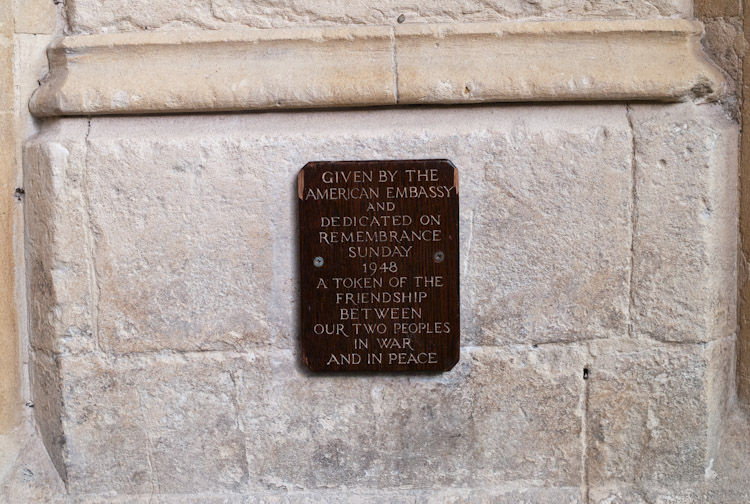 GIVEN BY THE
AMERICAN EMBASSY
AND
DEDICATED ON
REMEMBRANCE
SUNDAY
1948
A TOKEN OF THE
FRIENDSHIP
BETWEEN
OUR TWO PEOPLES
IN WAR
AND IN PEACE